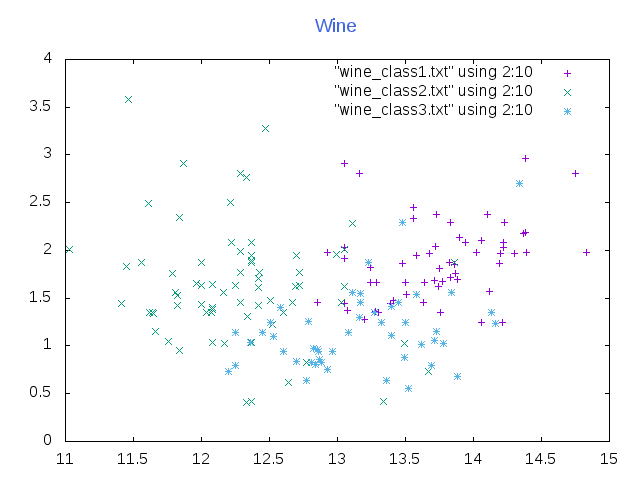 Wine
4
3.5
3
2.5
2
1.5
1
0.5
0
"wine_class1.txt" using 2:10
"wine_class2.txt" using 2:10
"wine_class3.txt" using 2:10
11 11.5 12 12.5 13 13.5 14 14.5 15